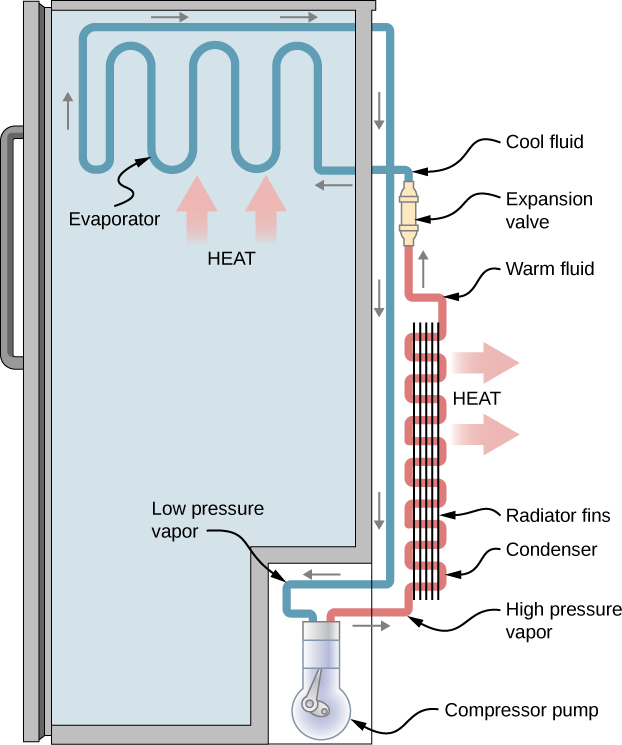 Cool fluid
Evaporator
Expansion
valve
HEAT
Warm fluid
HEAT
Low pressure
vapor
Radiator fins
Condenser
High pressure
vapor
Compressor pump